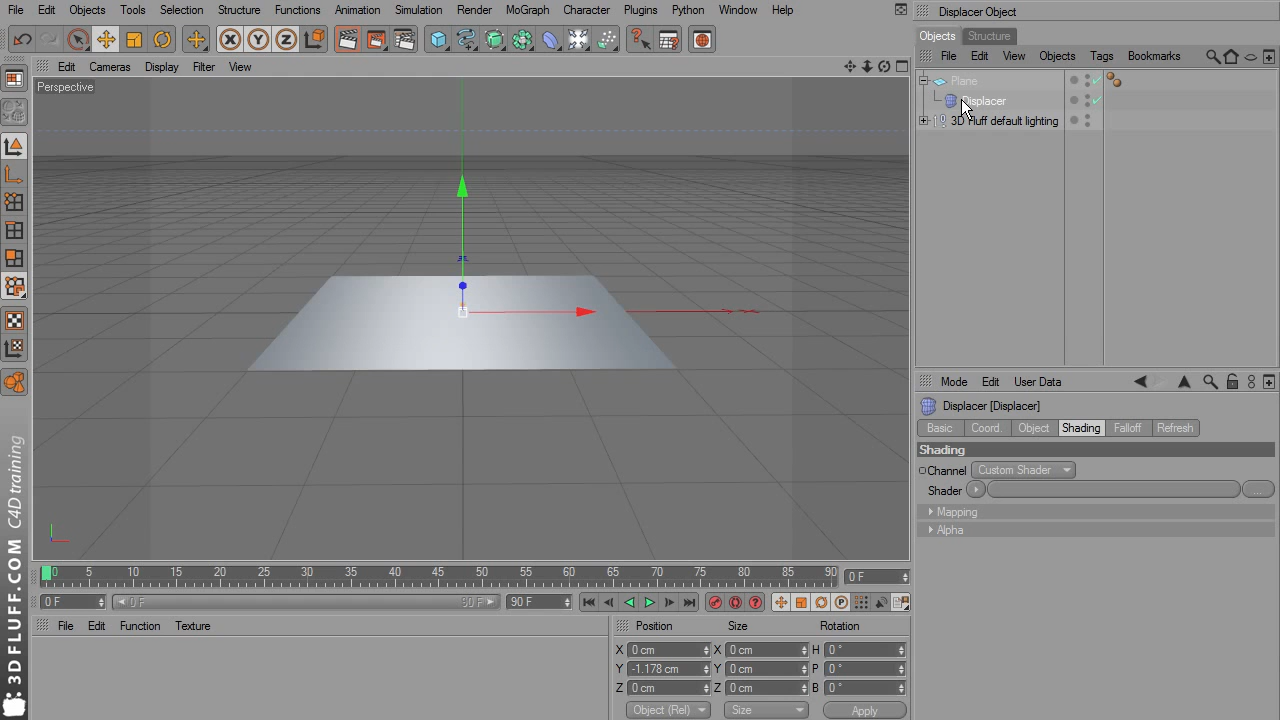 File Edit Objects Tools Selection Structure Functions Animation Simulation Render MoGraph Character Plugins Python Window Help
Displacer Object
Objects Structure
File Edit View Objects Tags Bookmarks
Edit Cameras Display Filter View
Perspective
Plane
Displacer
3D fluff default lighting
Mode Edit User Data
Displacer [Displacer]
Basic Coord. Object Shading Falloff Refresh
Shading
Channel Custom Shader
Shader ...
Mapping
Alpha
0 5 10 15 20 25 30 35 40 45 50 55 60 65 70 75 80 85 90 0 F
0 F 0 F 90 F 90 F
File Edit Function Texture
Position Size Rotation
X 0 cm X 0 cm H 0 °
Y -1.178 cm Y 0 cm P 0 °
Z 0 cm Z 0 cm B 0 °
Object (Rel) Size Apply
3DFLUFF.COM C4D training